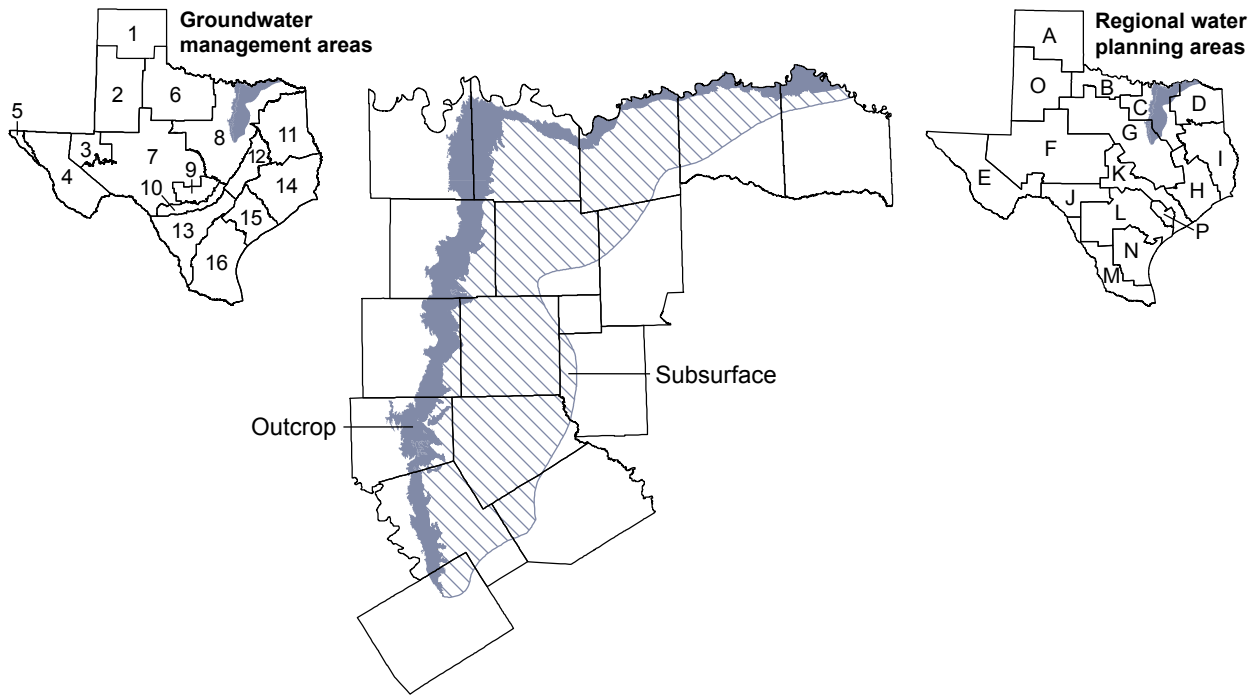 Groundwater
management areas
1
2
6
5
3
7
8
11
4
9
12
10
14
13
15
16
Outcrop
Subsurface
Regional water
planning areas
A
O
B
C
D
G
F
I
E
K
H
J
L
P
N
M